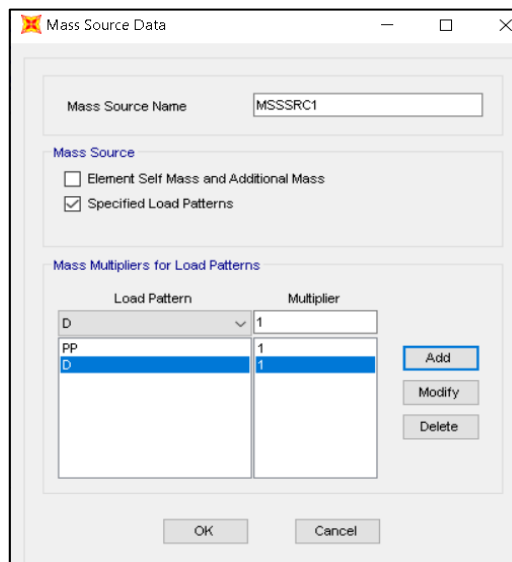 Mass Source Data
Mass Source Name MSSSRC1
Mass Source
Element Self Mass and Additional Mass
Specified Load Patterns
Mass Multipliers for Load Patterns
Load Pattern Multiplier
D 1
PP 1
D 1
Add
Modify
Delete
OK Cancel